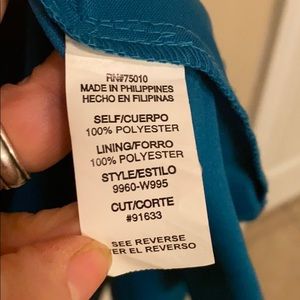 RN#75010
MADE IN PHILIPPINES
HECHO EN FILIPINAS
SELF/CUERPO
100% POLYESTER
LINING/FORRO
100% POLYESTER
STYLE/ESTILO
9960-W995
CUT/CORTE
#91633
SEE REVERSE
ER EL REVERSO